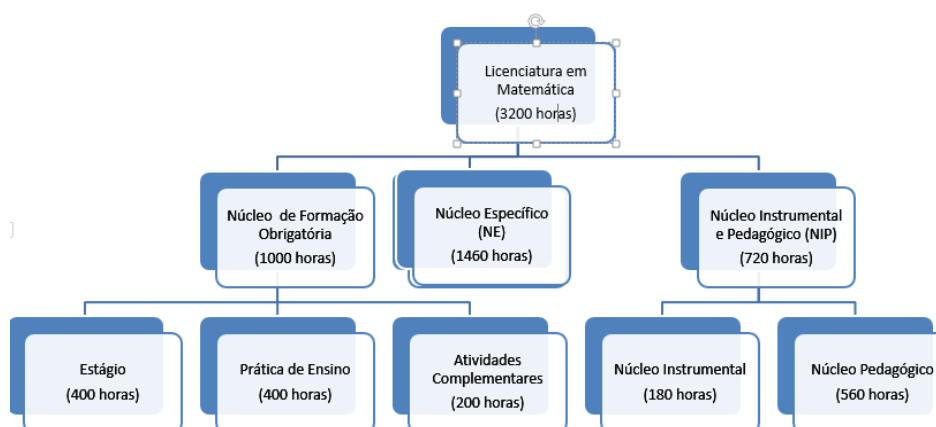 Licenciatura em
Matemática
(3200 horas)
Núcleo de Formação
Obrigatória
(1000 horas)
Núcleo Específico
(NE)
(1460 horas)
Núcleo Instrumental
e Pedagógico (NIP)
(720 horas)
Estágio
(400 horas)
Prática de Ensino
(400 horas)
Atividades
Complementares
(200 horas)
Núcleo Instrumental
(180 horas)
Núcleo Pedagógico
(560 horas)